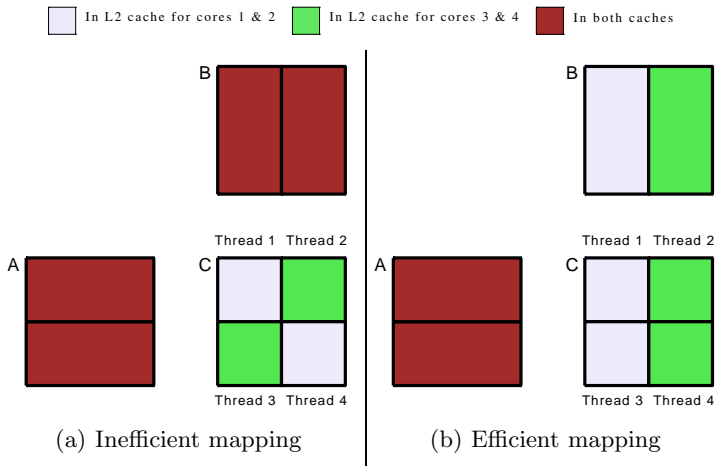 In L2 cache for cores 1 & 2 In L2 cache for cores 3 & 4 In both caches
B
B
Thread 1 Thread 2
Thread 1 Thread 2
A
C
A
C
Thread 3 Thread 4
Thread 3 Thread 4
(a) Inefficient mapping
(b) Efficient mapping